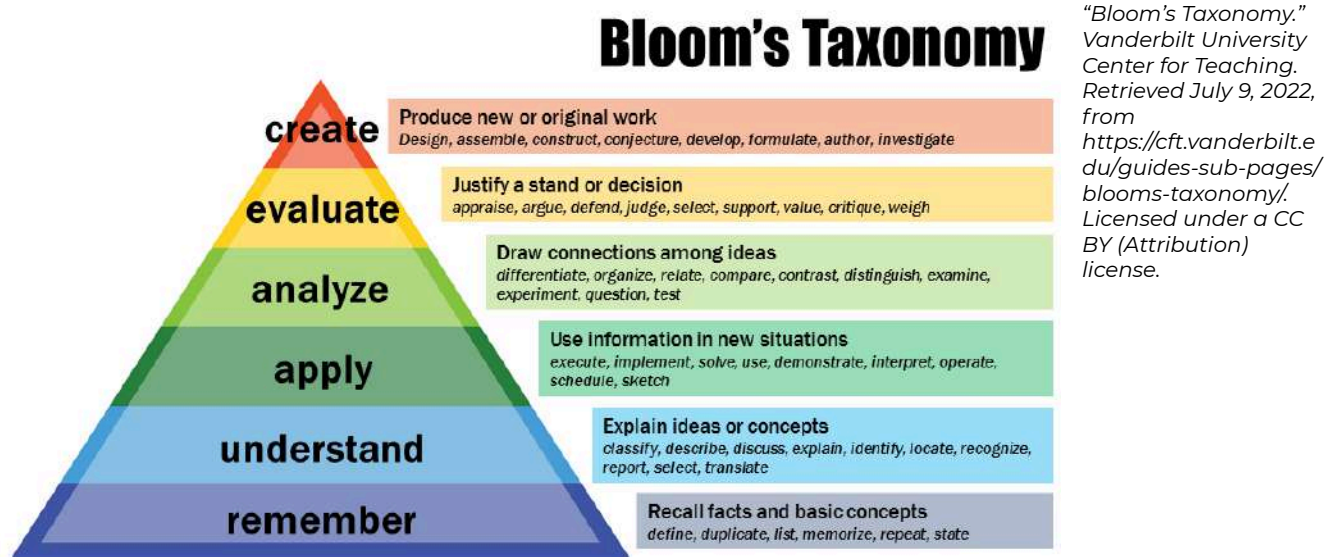 Bloom's Taxonomy
create
Produce new or original work
Design, assemble, construct, conjecture, develop, formulate, author, investigate
evaluate
Justify a stand or decision
appraise, argue, defend, judge, select, support, value, critique, weigh
analyze
Draw connections among ideas
differentiate, organize, relate, compare, contrast, distinguish, examine,
experiment, question, test
apply
Use information in new situations
execute, implement, solve, use, demonstrate, interpret, operate,
schedule, sketch
understand
Explain ideas or concepts
classify, describe, discuss, explain, identify, locate, recognize,
report, select, translate
remember
Recall facts and basic concepts
define, duplicate, list, memorize, repeat, state
“Bloom’s Taxonomy.”
Vanderbilt University
Center for Teaching.
Retrieved July 9, 2022,
from
https://cft.vanderbilt.e
du/guides-sub-pages/
blooms-taxonomy/.
Licensed under a CC
BY (Attribution)
license.